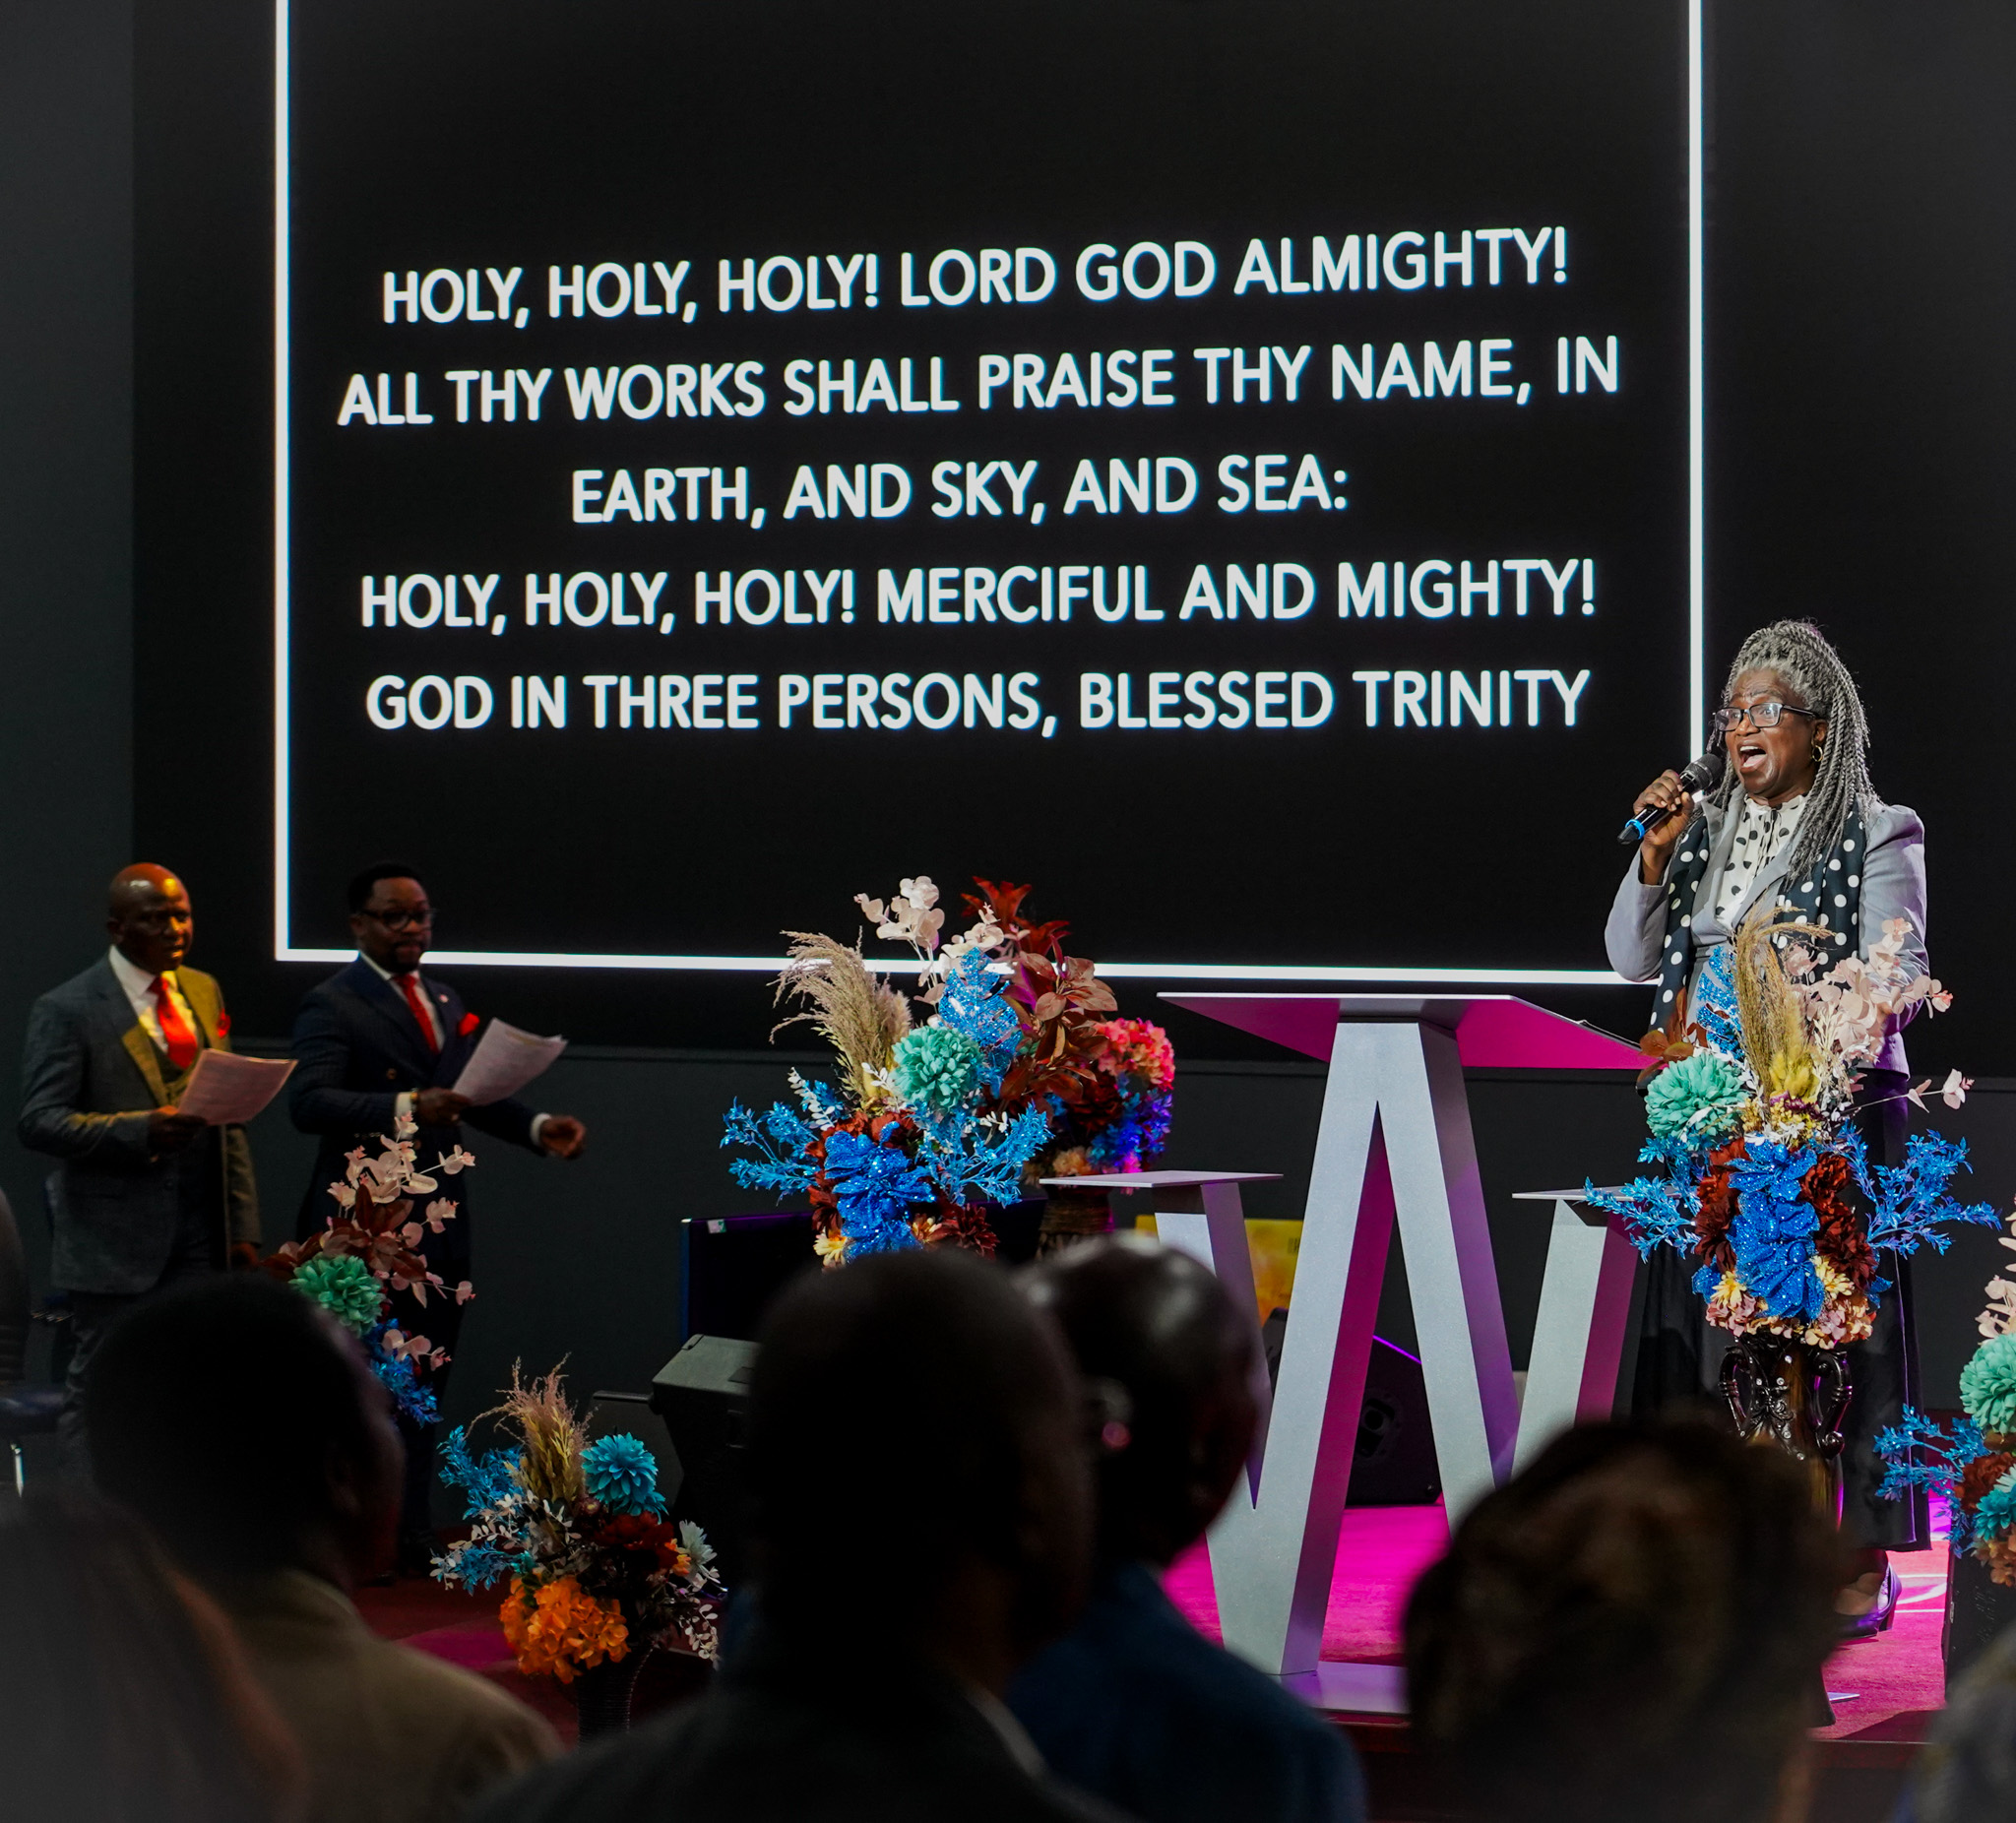 HOLY, HOLY, HOLY! LORD GOD ALMIGHTY!
ALL THY WORKS SHALL PRAISE THY NAME, IN
EARTH, AND SKY, AND SEA:
HOLY, HOLY, HOLY! MERCIFUL AND MIGHTY!
GOD IN THREE PERSONS, BLESSED TRINITY